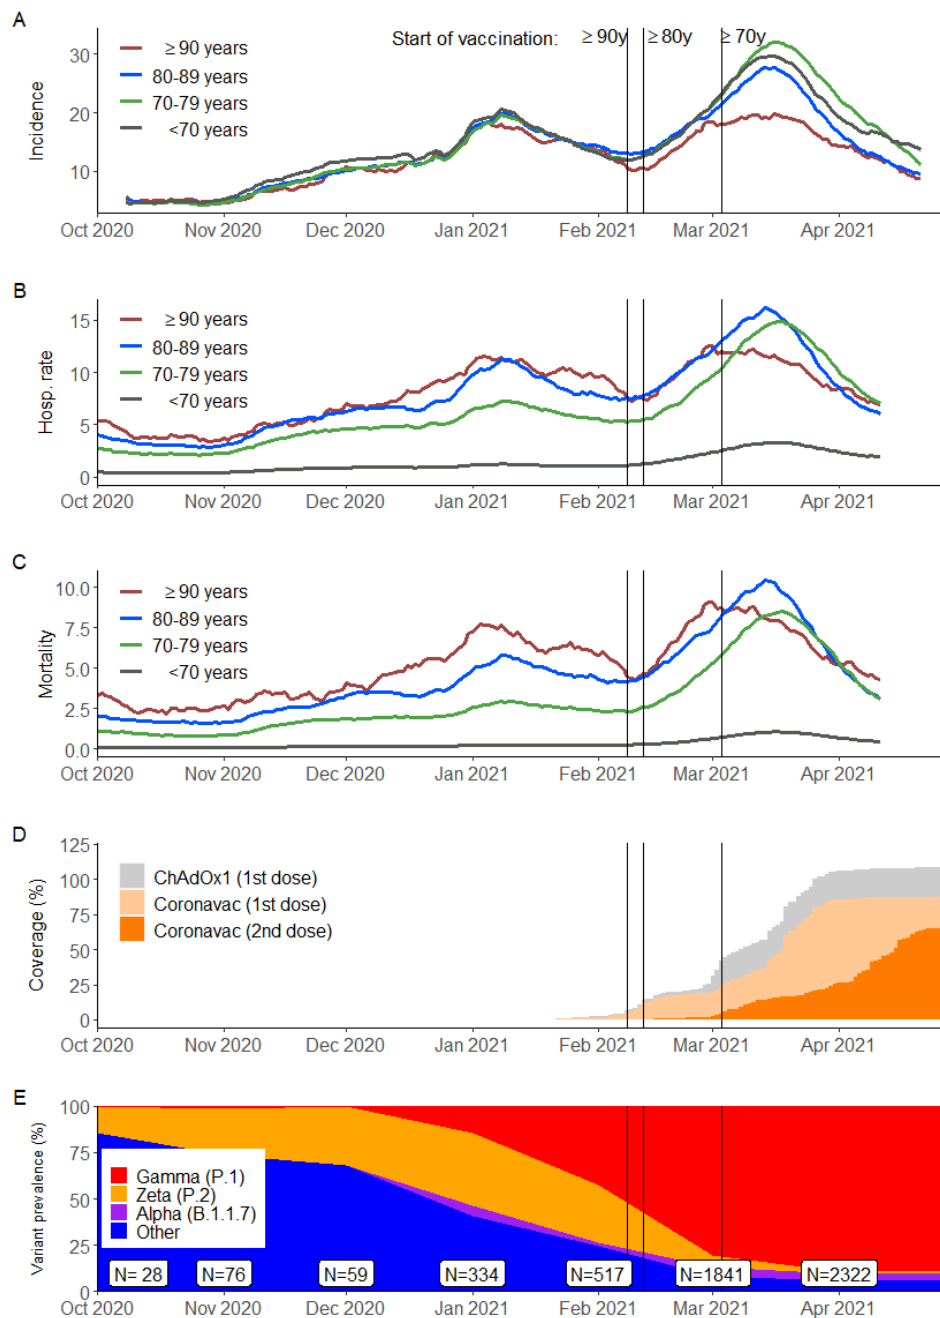 A
Start of vaccination: ≥ 90y ≥ 80y ≥ 70y
Incidence
30
20
10
≥ 90 years
80-89 years
70-79 years
<70 years
Oct 2020 Nov 2020 Dec 2020 Jan 2021 Feb 2021 Mar 2021 Apr 2021
B
Hosp. rate
15
10
5
0
≥ 90 years
80-89 years
70-79 years
<70 years
Oct 2020 Nov 2020 Dec 2020 Jan 2021 Feb 2021 Mar 2021 Apr 2021
C
Mortality
10.0
7.5
5.0
2.5
0.0
≥ 90 years
80-89 years
70-79 years
<70 years
Oct 2020 Nov 2020 Dec 2020 Jan 2021 Feb 2021 Mar 2021 Apr 2021
D
Coverage (%)
125
100
75
50
25
0
ChAdOx1 (1st dose)
Coronavac (1st dose)
Coronavac (2nd dose)
Oct 2020 Nov 2020 Dec 2020 Jan 2021 Feb 2021 Mar 2021 Apr 2021
E
Variant prevalence (%)
100
75
50
25
0
Gamma (P.1)
Zeta (P.2)
Alpha (B.1.1.7)
Other
N= 28 N=76 N=59 N=334 N=517 N=1841 N=2322
Oct 2020 Nov 2020 Dec 2020 Jan 2021 Feb 2021 Mar 2021 Apr 2021